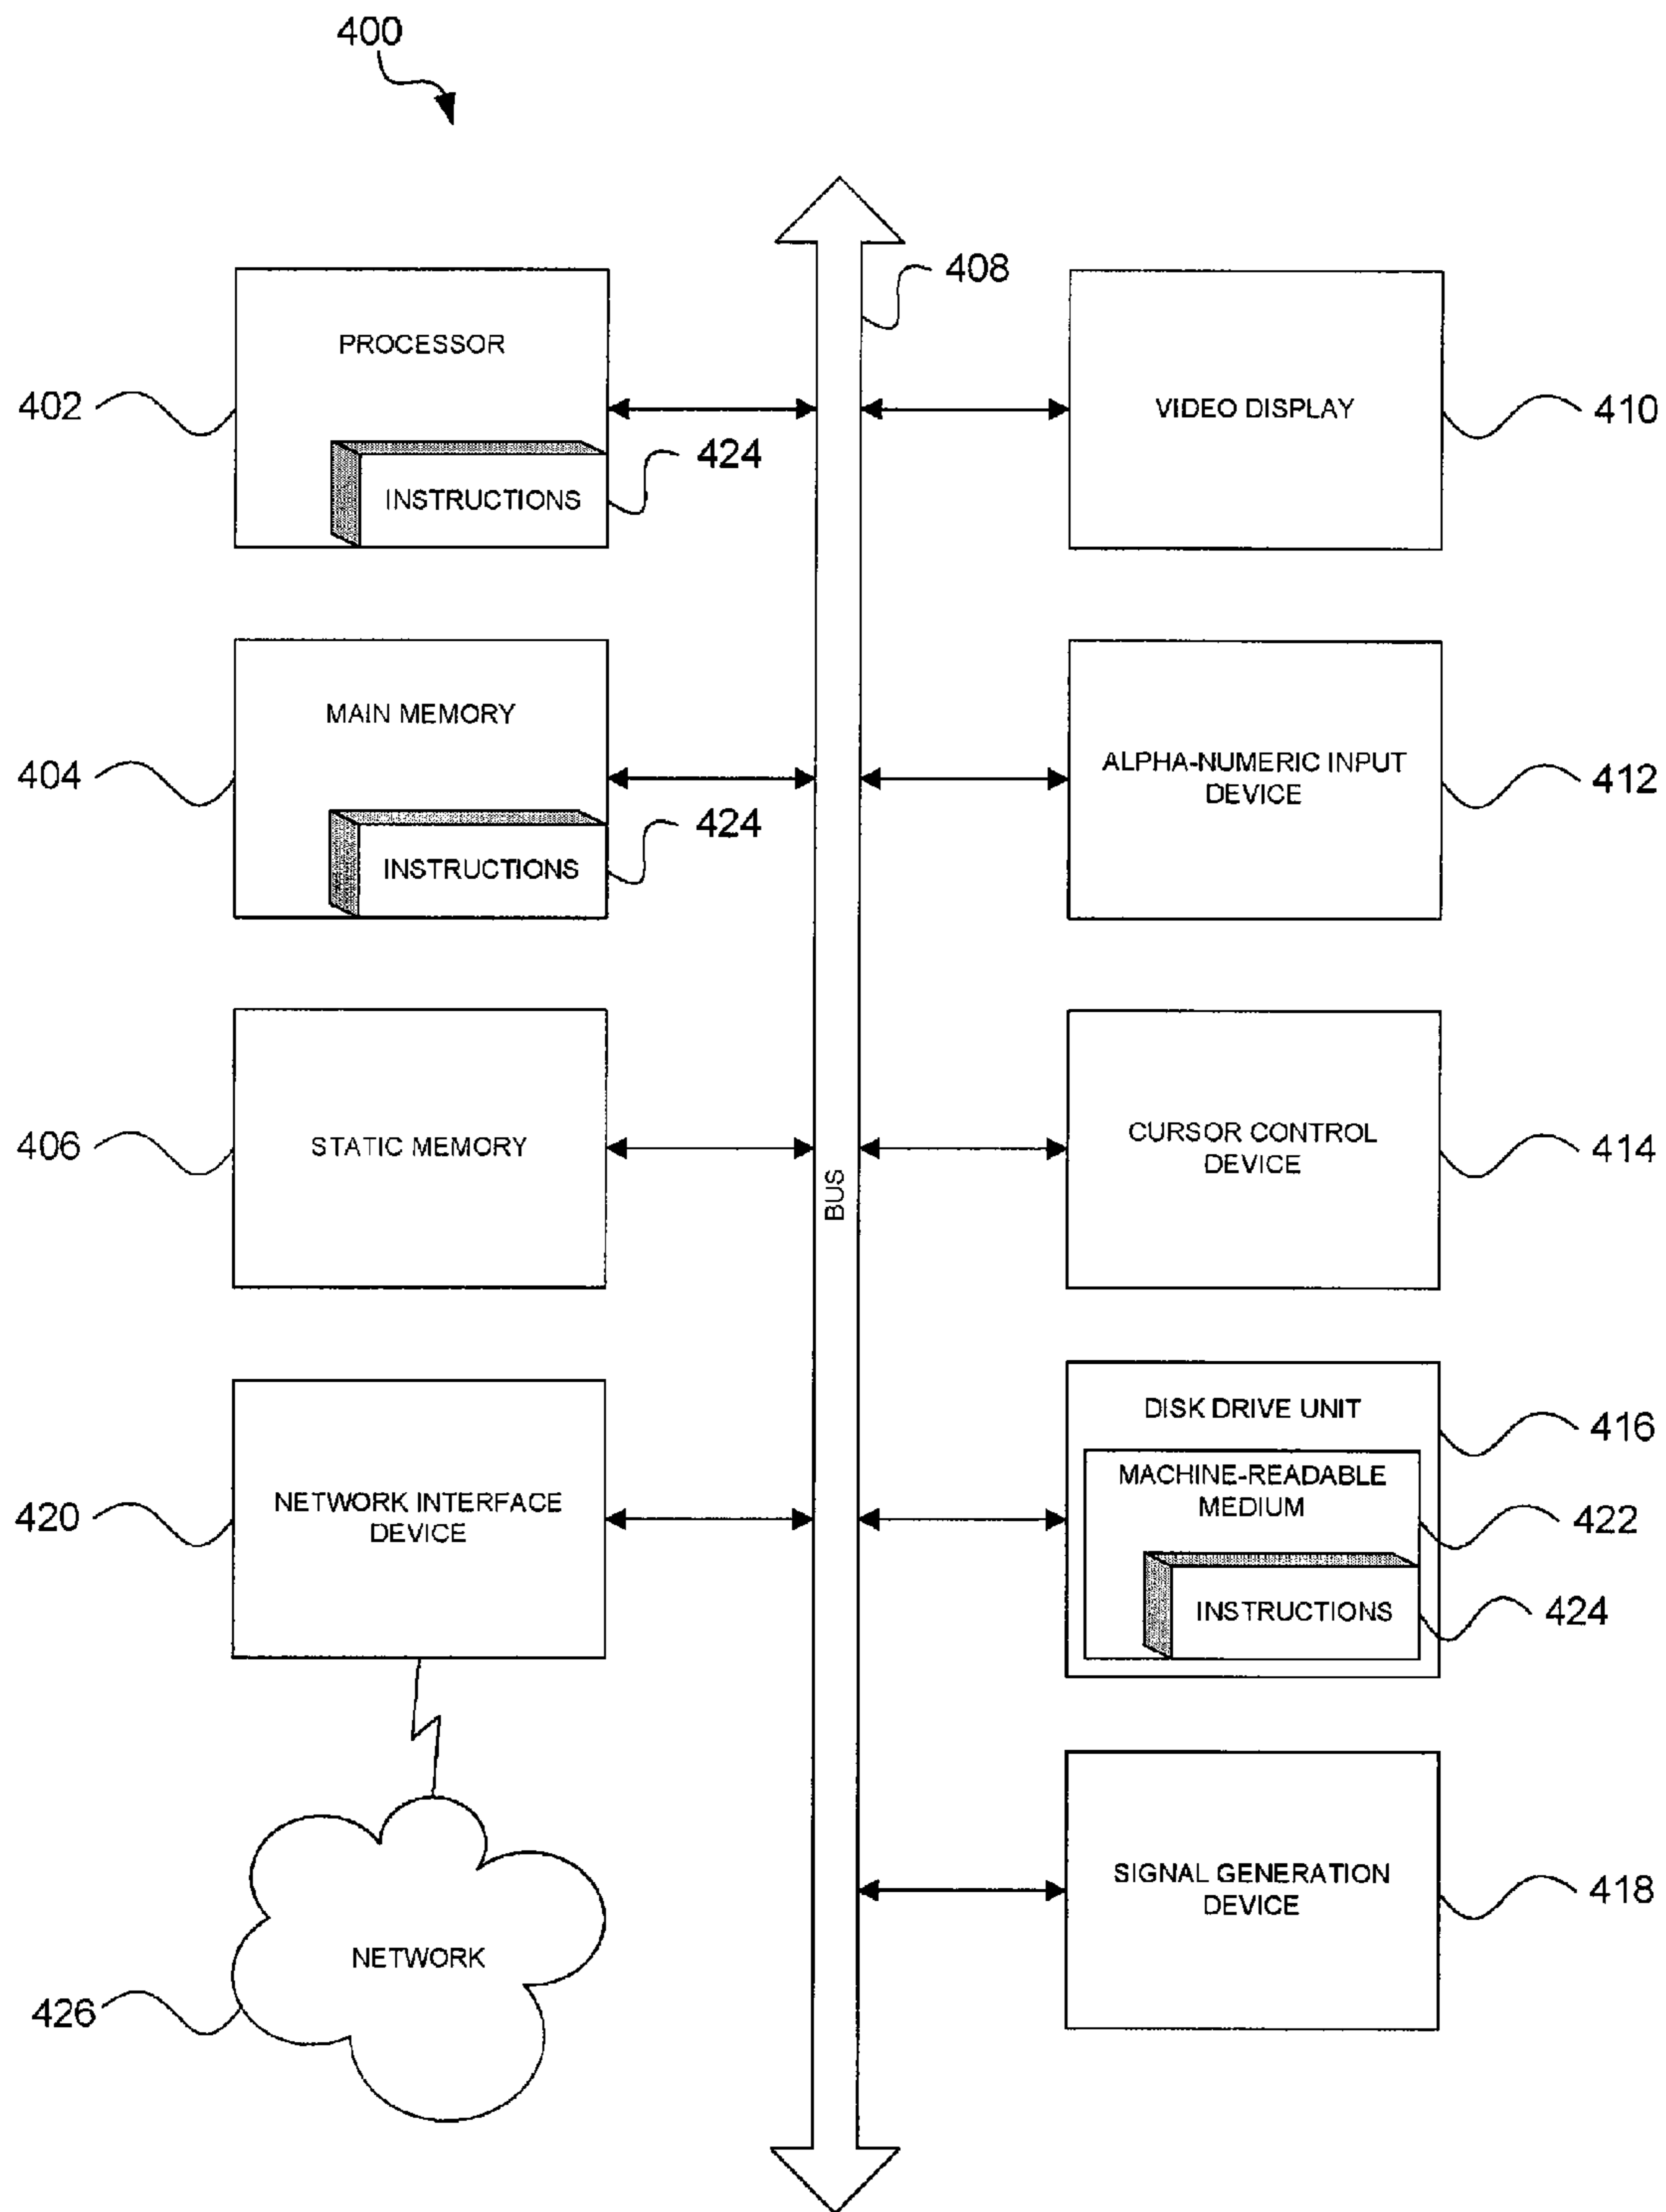 400
408
PROCESSOR
402
424
INSTRUCTIONS
VIDEO DISPLAY
410
MAIN MEMORY
404
424
INSTRUCTIONS
ALPHA-NUMERIC INPUT
DEVICE
412
STATIC MEMORY
406
BUS
CURSOR CONTROL
DEVICE
414
NETWORK INTERFACE
DEVICE
420
DISK DRIVE UNIT
416
MACHINE-READABLE
MEDIUM
422
INSTRUCTIONS
424
NETWORK
426
SIGNAL GENERATION
DEVICE
418